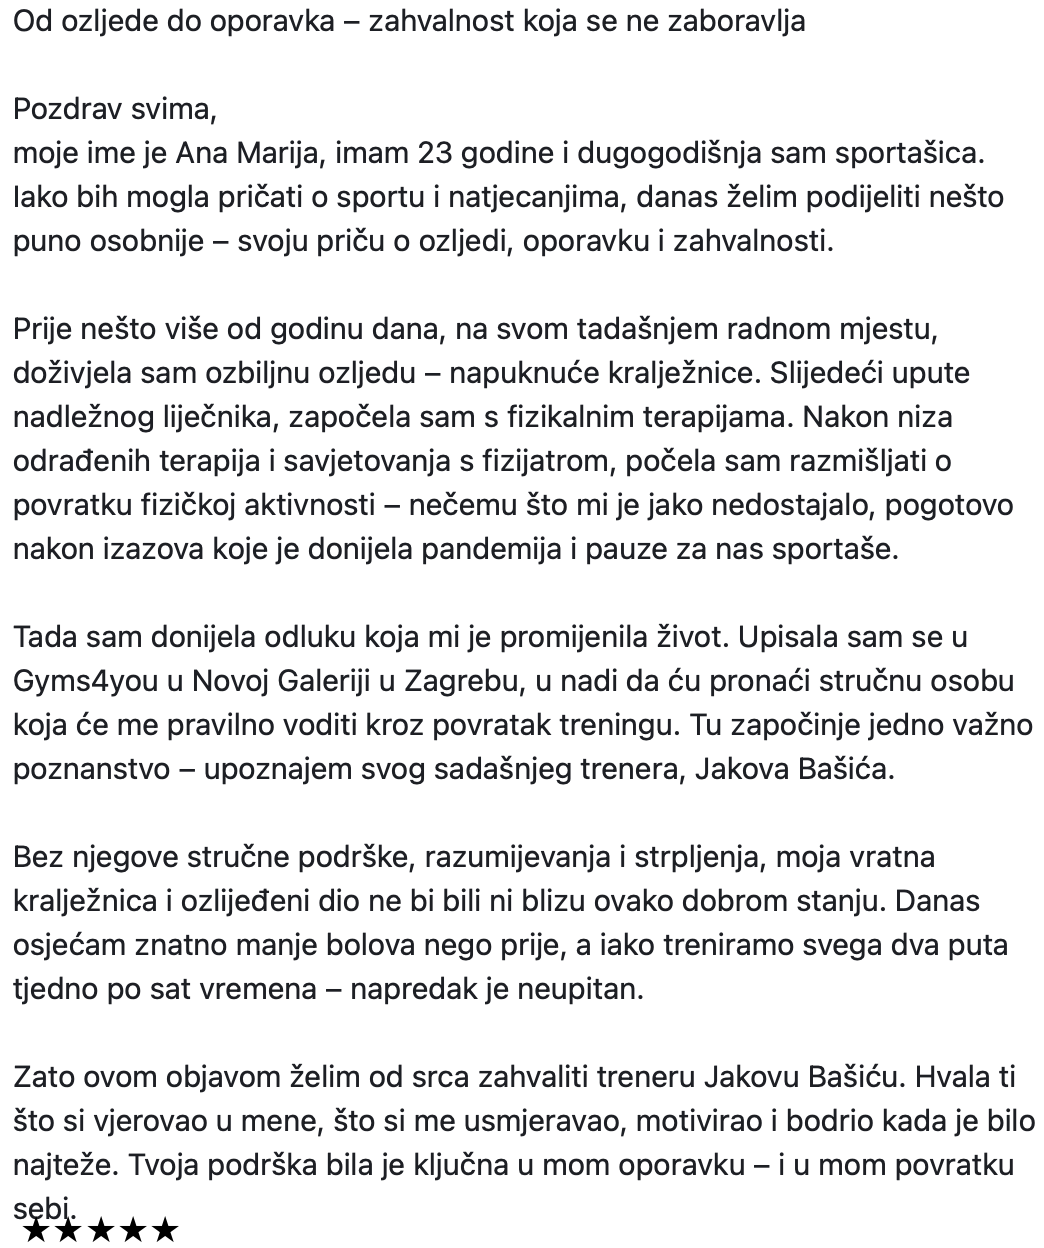 Od ozljede do oporavka – zahvalnost koja se ne zaboravlja
Pozdrav svima,
moje ime je Ana Marija, imam 23 godine i dugogodišnja sam sportašica.
Iako bih mogla pričati o sportu i natjecanjima, danas želim podijeliti nešto
puno osobnije – svoju priču o ozljedi, oporavku i zahvalnosti.
Prije nešto više od godinu dana, na svom tadašnjem radnom mjestu,
doživjela sam ozbiljnu ozljedu – napuknuće kralježnice. Slijedeći upute
nadležnog liječnika, započela sam s fizikalnim terapijama. Nakon niza
odrađenih terapija i savjetovanja s fizijatrom, počela sam razmišljati o
povratku fizičkoj aktivnosti – nečemu što mi je jako nedostajalo, pogotovo
nakon izazova koje je donijela pandemija i pauze za nas sportaše.
Tada sam donijela odluku koja mi je promijenila život. Upisala sam se u
Gyms4you u Novoj Galeriji u Zagrebu, u nadi da ću pronaći stručnu osobu
koja će me pravilno voditi kroz povratak treningu. Tu započinje jedno važno
poznanstvo – upoznajem svog sadašnjeg trenera, Jakova Bašića.
Bez njegove stručne podrške, razumijevanja i strpljenja, moja vratna
kralježnica i ozlijeđeni dio ne bi bili ni blizu ovako dobrom stanju. Danas
osjećam znatno manje bolova nego prije, a iako treniramo svega dva puta
tjedno po sat vremena – napredak je neupitan.
Zato ovom objavom želim od srca zahvaliti treneru Jakovu Bašiću. Hvala ti
što si vjerovao u mene, što si me usmjeravao, motivirao i bodrio kada je bilo
najteže. Tvoja podrška bila je ključna u mom oporavku – i u mom povratku
sebi.
★★★★★